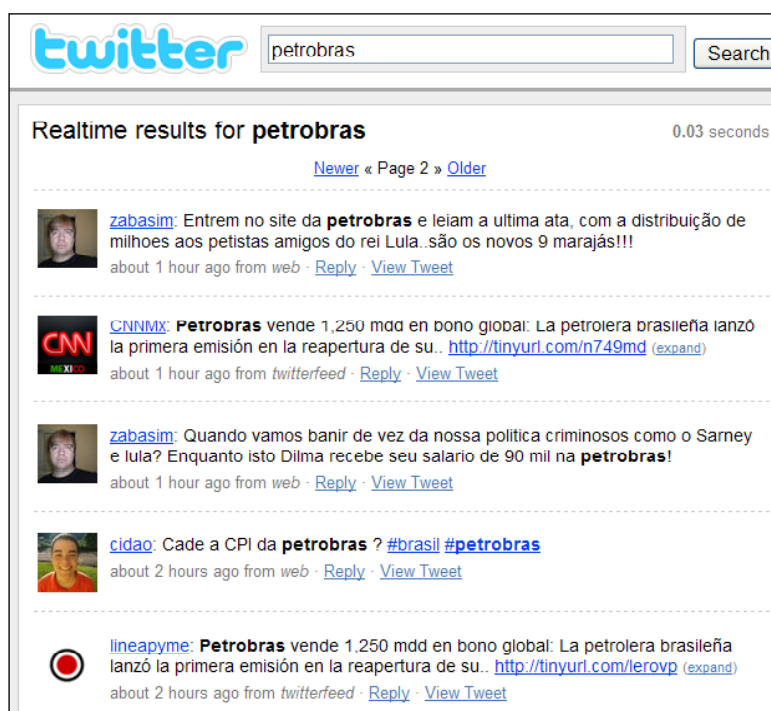 twitter
petrobras
Search
Realtime results for petrobras
0.03 seconds
Newer « Page 2 » Older
zabasim: Entrem no site da petrobras e leiam a ultima ata, com a distribuição de
milhoes aos petistas amigos do rei Lula..são os novos 9 marajás!!!
about 1 hour ago from web · Reply · View Tweet
CNN
MEXICO
CNNMx: Petrobras vende 1,250 mdd en bono global: La petrolera brasileña lanzó
la primera emisión en la reapertura de su.. http://tinyurl.com/n749md (expand)
about 1 hour ago from twitterfeed · Reply · View Tweet
zabasim: Quando vamos banir de vez da nossa politica criminosos como o Sarney
e lula? Enquanto isto Dilma recebe seu salario de 90 mil na petrobras!
about 1 hour ago from web · Reply · View Tweet
cidao: Cade a CPI da petrobras ? #brasil #petrobras
about 2 hours ago from web · Reply · View Tweet
lineapyme: Petrobras vende 1,250 mdd en bono global: La petrolera brasileña
lanzó la primera emisión en la reapertura de su.. http://tinyurl.com/lerovp (expand)
about 2 hours ago from twitterfeed · Reply · View Tweet